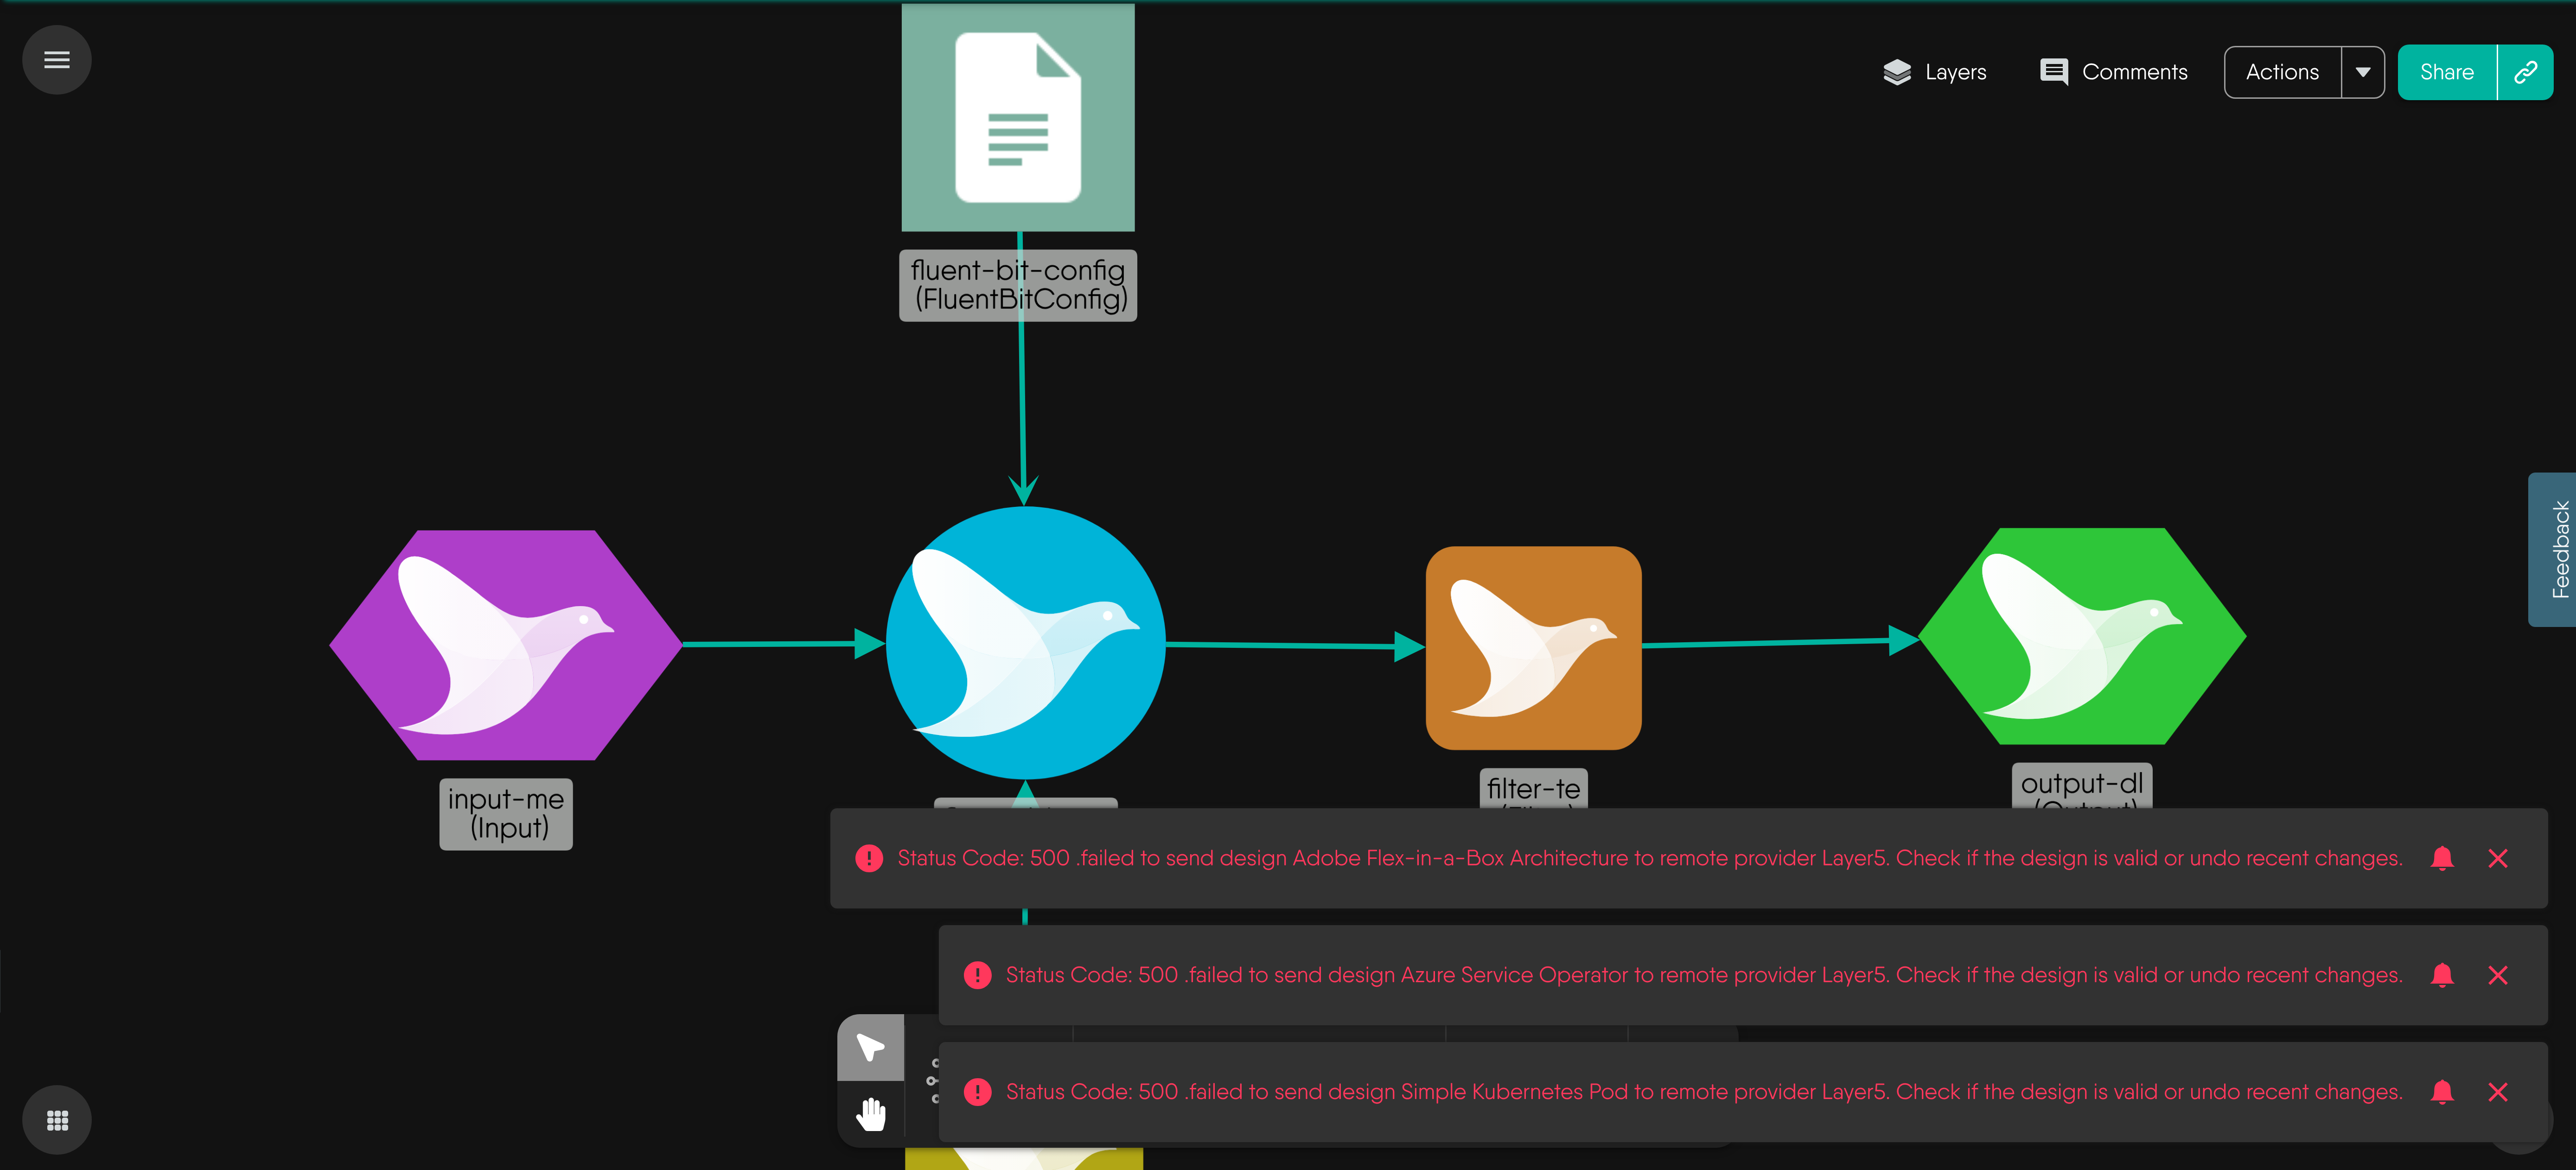 Layers
Comments
Actions
Share
fluent-bit-config
(FluentBitConfig)
Feedback
input-me
(Input)
filter-te
output-dl
(Output)
Status Code: 500 .failed to send design Adobe Flex-in-a-Box Architecture to remote provider Layer5. Check if the design is valid or undo recent changes.
Status Code: 500 .failed to send design Azure Service Operator to remote provider Layer5. Check if the design is valid or undo recent changes.
Status Code: 500 .failed to send design Simple Kubernetes Pod to remote provider Layer5. Check if the design is valid or undo recent changes.